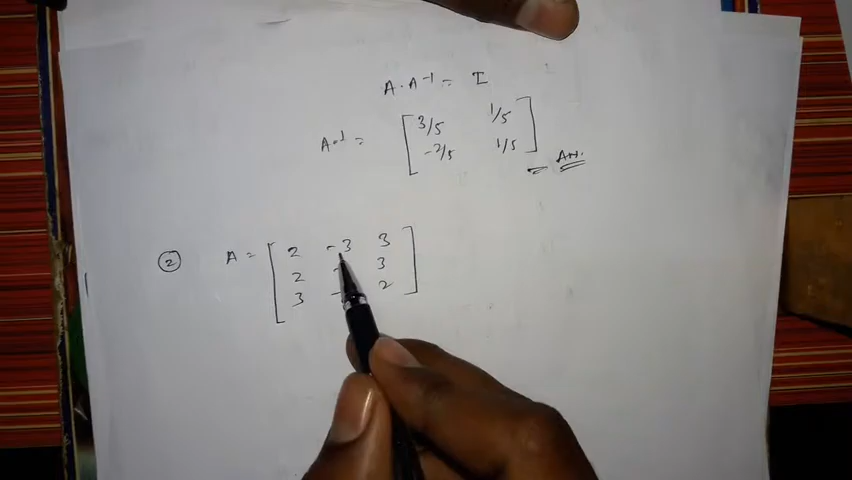 A.A-1 = I
A-1 = [ 3/5 1/5
-2/5 1/5 ]
Ans.
② A = [ 2 -3 3
2 3
3 - 2 ]